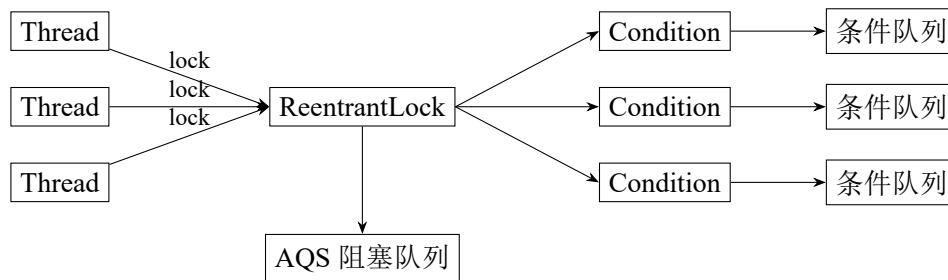 Thread
Condition
条件队列
lock
Thread
lock
ReentrantLock
Condition
条件队列
lock
Thread
Condition
条件队列
AQS 阻塞队列